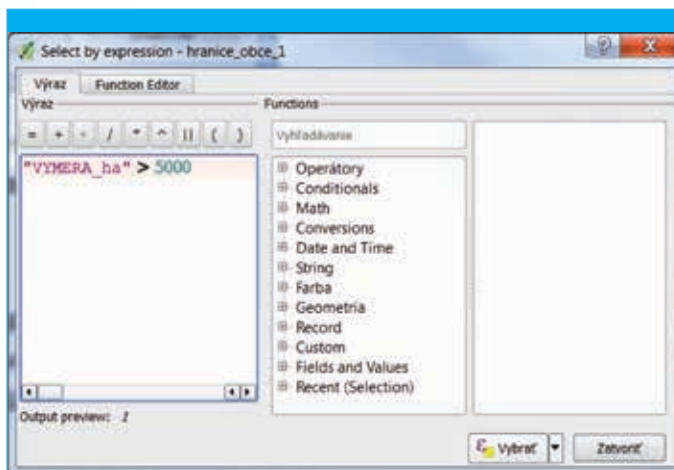 Select by expression - hranice_obce_1
Výraz Function Editor
Výraz
= + - / * ^ || ( )
"VYMERA_ha" > 5000
Output preview: 1
Functions
Vyhľadávanie
Operátory
Conditionals
Math
Conversions
Date and Time
String
Farba
Geometria
Record
Custom
Fields and Values
Recent (Selection)
Vybrať
Zatvoriť